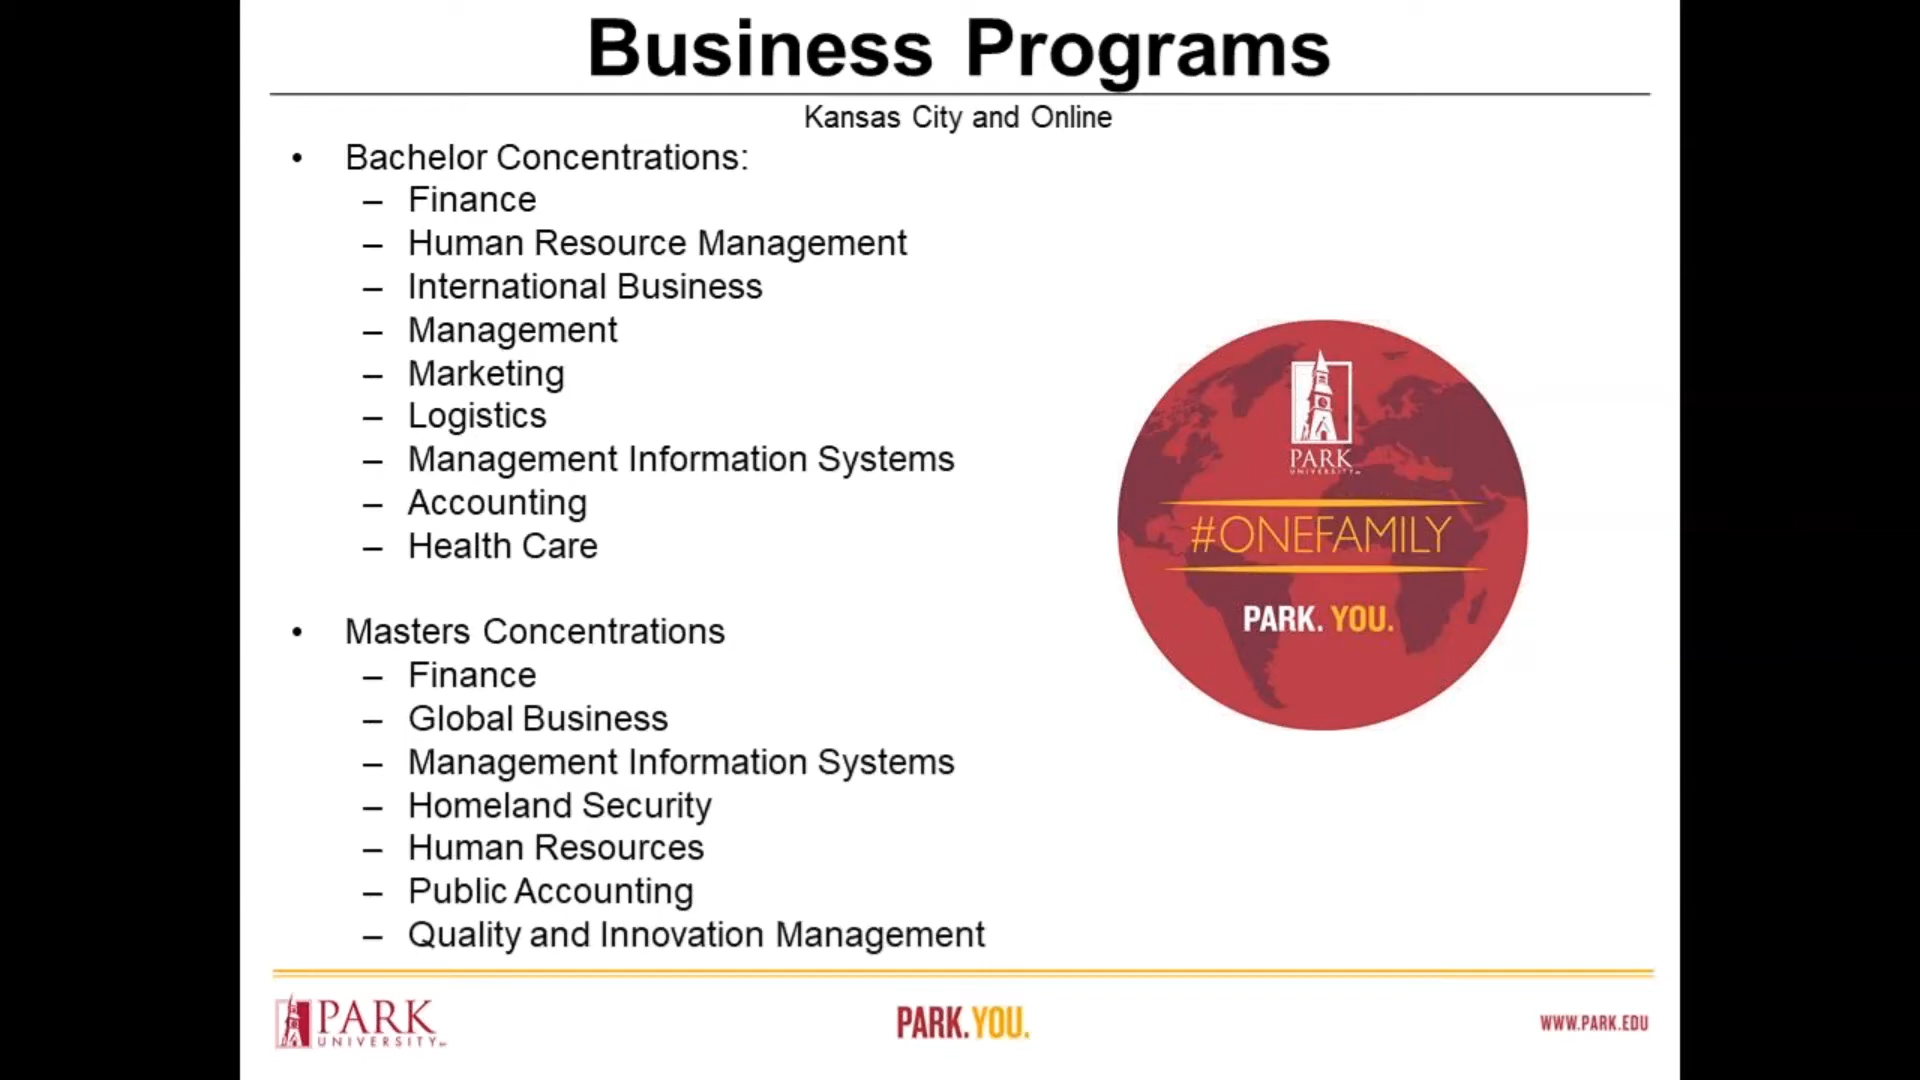 Business Programs
Kansas City and Online
• Bachelor Concentrations:
– Finance
– Human Resource Management
– International Business
– Management
– Marketing
– Logistics
– Management Information Systems
– Accounting
– Health Care
• Masters Concentrations
– Finance
– Global Business
– Management Information Systems
– Homeland Security
– Human Resources
– Public Accounting
– Quality and Innovation Management
PARK
UNIVERSITY
#ONEFAMILY
PARK. YOU.
PARK
UNIVERSITY
PARK. YOU.
WWW.PARK.EDU